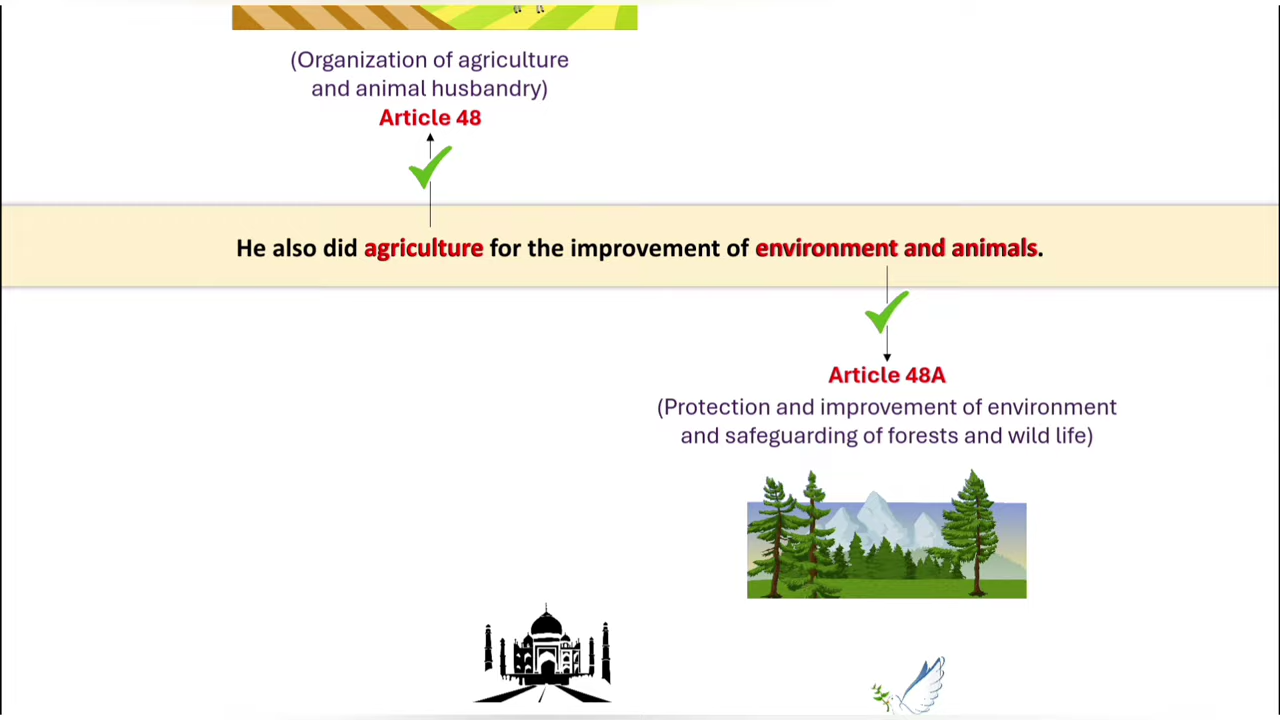 (Organization of agriculture
and animal husbandry)
Article 48
He also did agriculture for the improvement of environment and animals.
Article 48A
(Protection and improvement of environment
and safeguarding of forests and wild life)